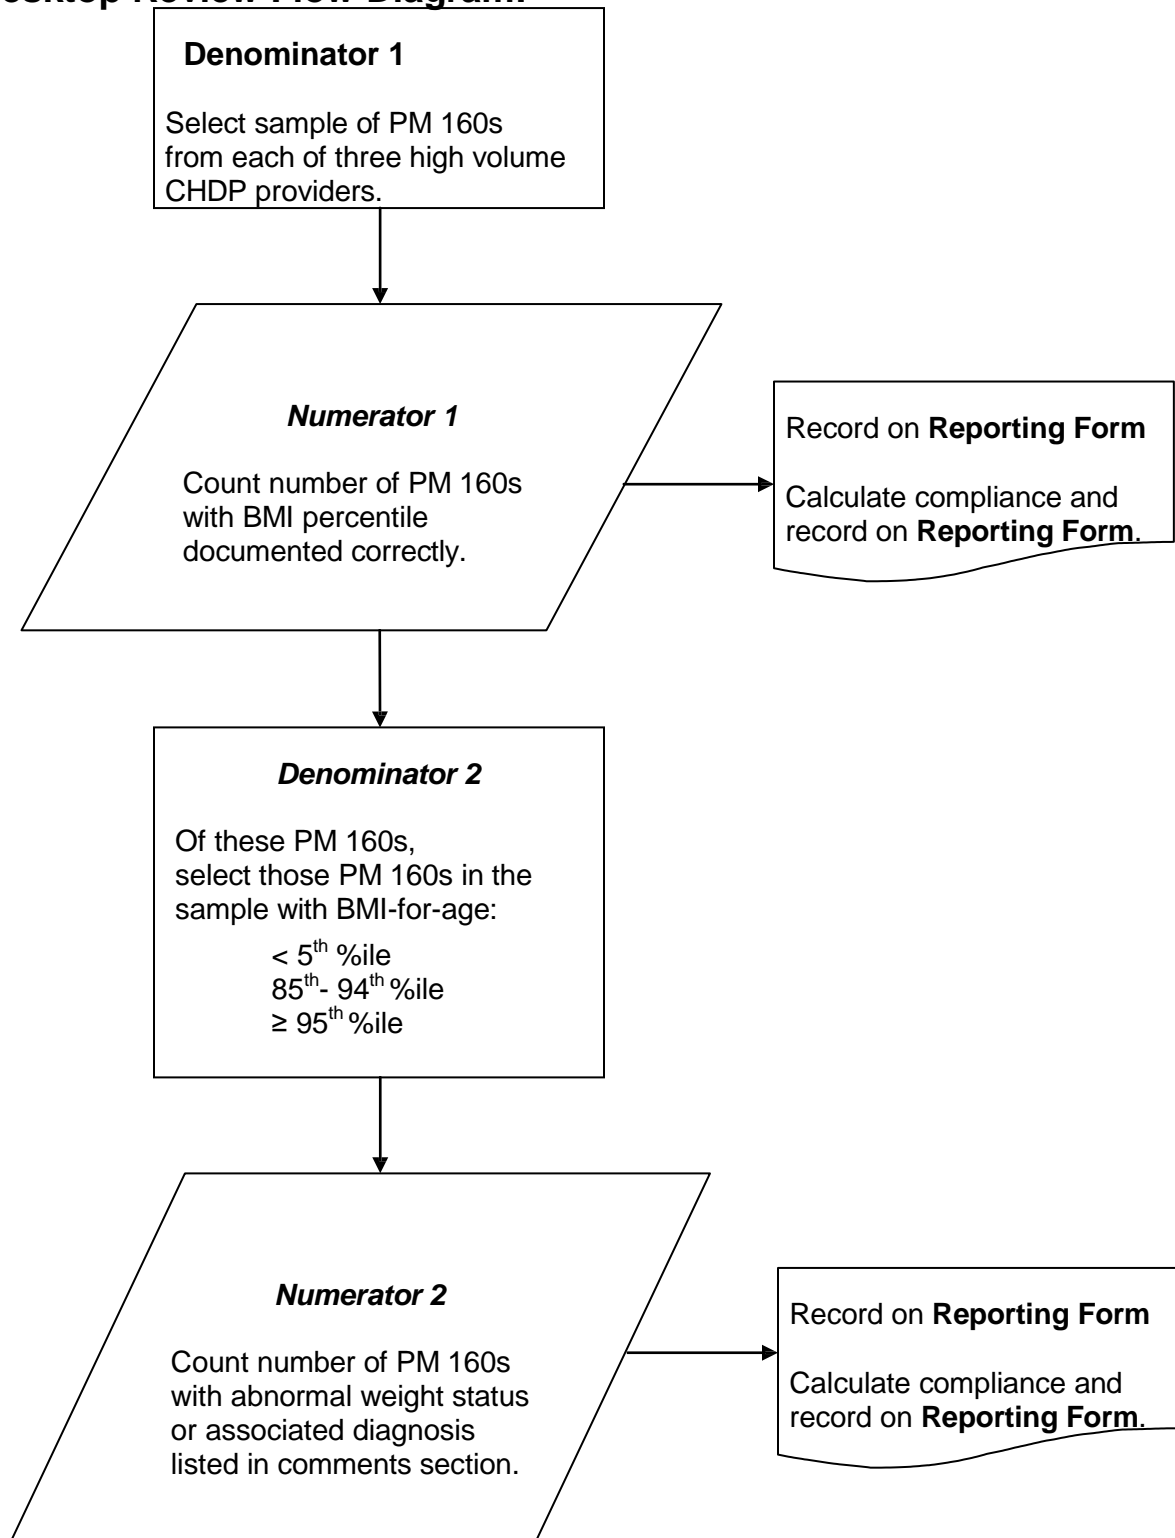 Review Flow Diagram:
Denominator 1
Select sample of PM 160s
from each of three high volume
CHDP providers.
Numerator 1
Count number of PM 160s
with BMI percentile
documented correctly.
Record on Reporting Form
Calculate compliance and
record on Reporting Form.
Denominator 2
Of these PM 160s,
select those PM 160s in the
sample with BMI-for-age:
< 5th %ile
85th- 94th %ile
≥ 95th %ile
Numerator 2
Count number of PM 160s
with abnormal weight status
or associated diagnosis
listed in comments section.
Record on Reporting Form
Calculate compliance and
record on Reporting Form.